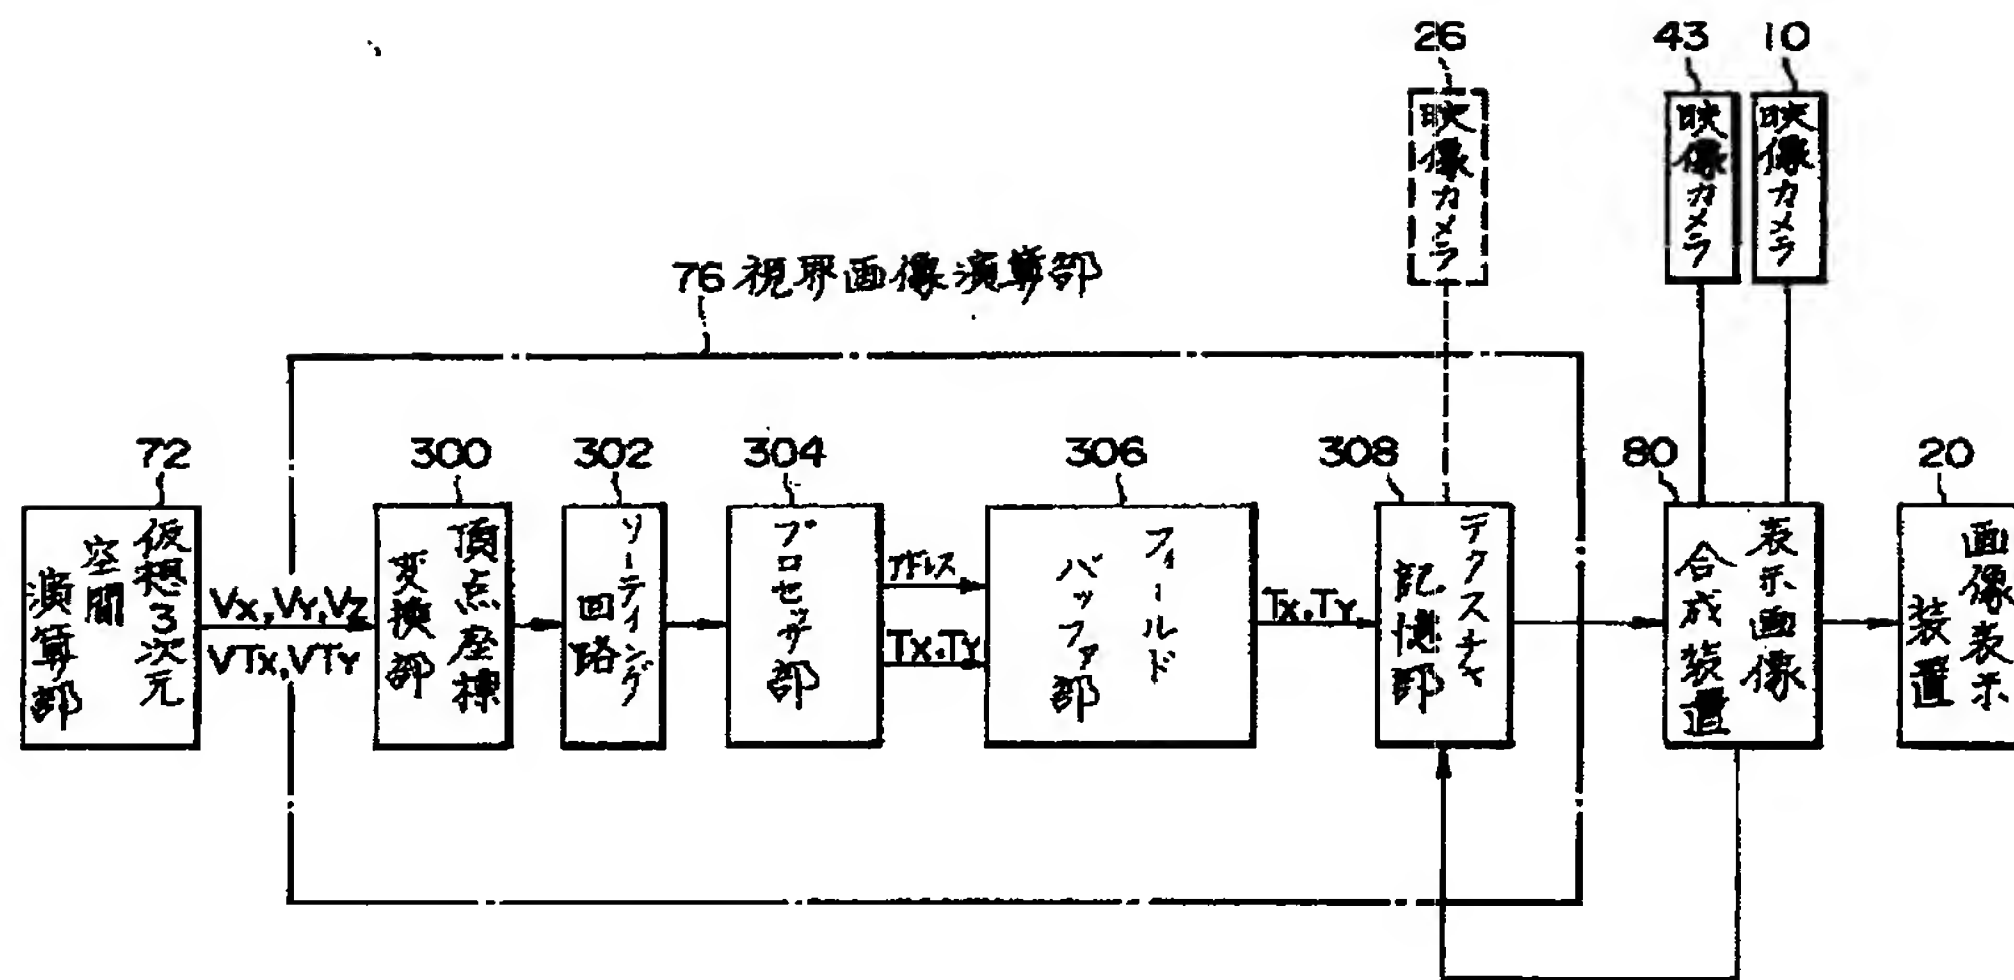 26
43 10
映像カメラ
映像カメラ
映像カメラ
76 視界画像演算部
72
300
302
304
306
308
80
20
仮想3次元
空間
演算部
VX,VY,VZ
VTX,VTY
頂点座標
変換部
ソーティング
回路
プロセッサ
部
アドレス
TX,TY
フィールド
バッファ部
TX,TY
テクスチャ
記憶部
表示画像
合成装置
画像表示
装置